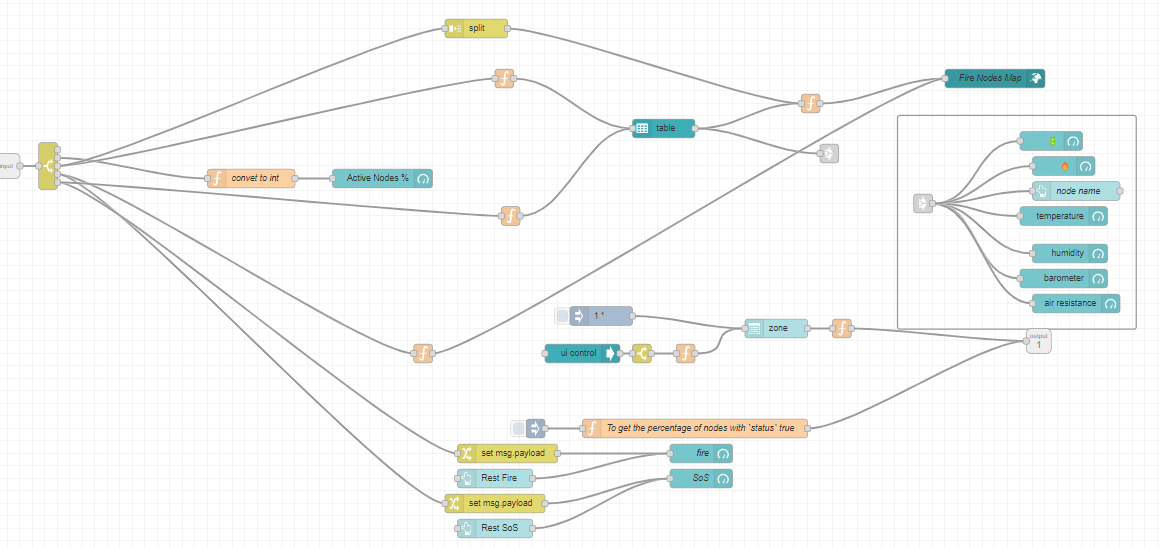 split
f
Fire Nodes Map
f
table
input
f
convet to int
Active Nodes %
node name
f
temperature
humidity
barometer
air resistance
1 "
zone
f
output
1
ui control
f
f
f
To get the percentage of nodes with `status` true
set msg.payload
fire
Rest Fire
SoS
set msg.payload
Rest SoS